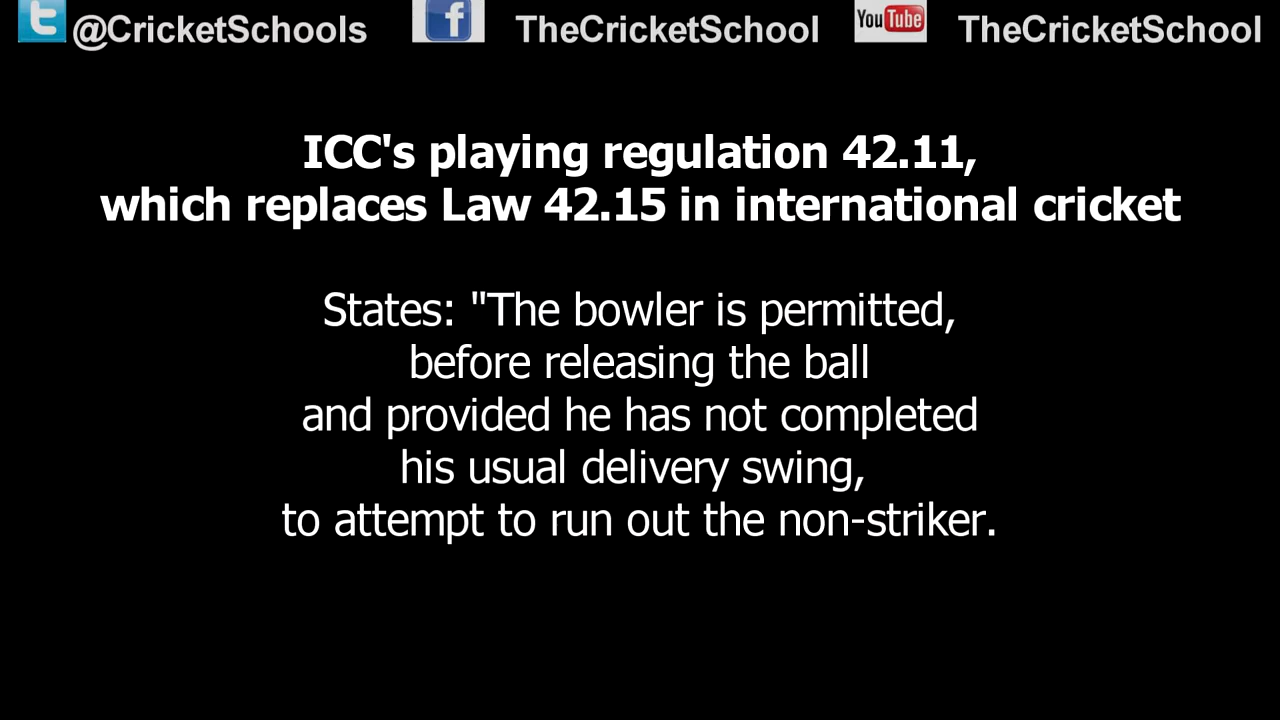 @CricketSchools TheCricketSchool YouTube TheCricketSchool
ICC's playing regulation 42.11,
which replaces Law 42.15 in international cricket
States: "The bowler is permitted,
before releasing the ball
and provided he has not completed
his usual delivery swing,
to attempt to run out the non-striker.